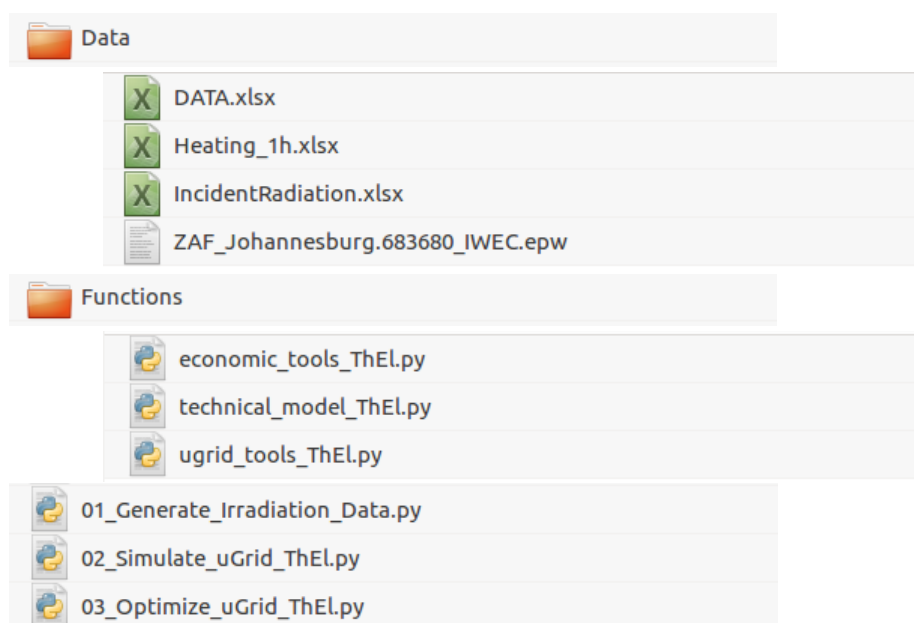 Data
DATA.xlsx
Heating_1h.xlsx
IncidentRadiation.xlsx
ZAF_Johannesburg.683680_IWEC.epw
Functions
economic_tools_ThEl.py
technical_model_ThEl.py
ugrid_tools_ThEl.py
01_Generate_Irradiation_Data.py
02_Simulate_uGrid_ThEl.py
03_Optimize_uGrid_ThEl.py